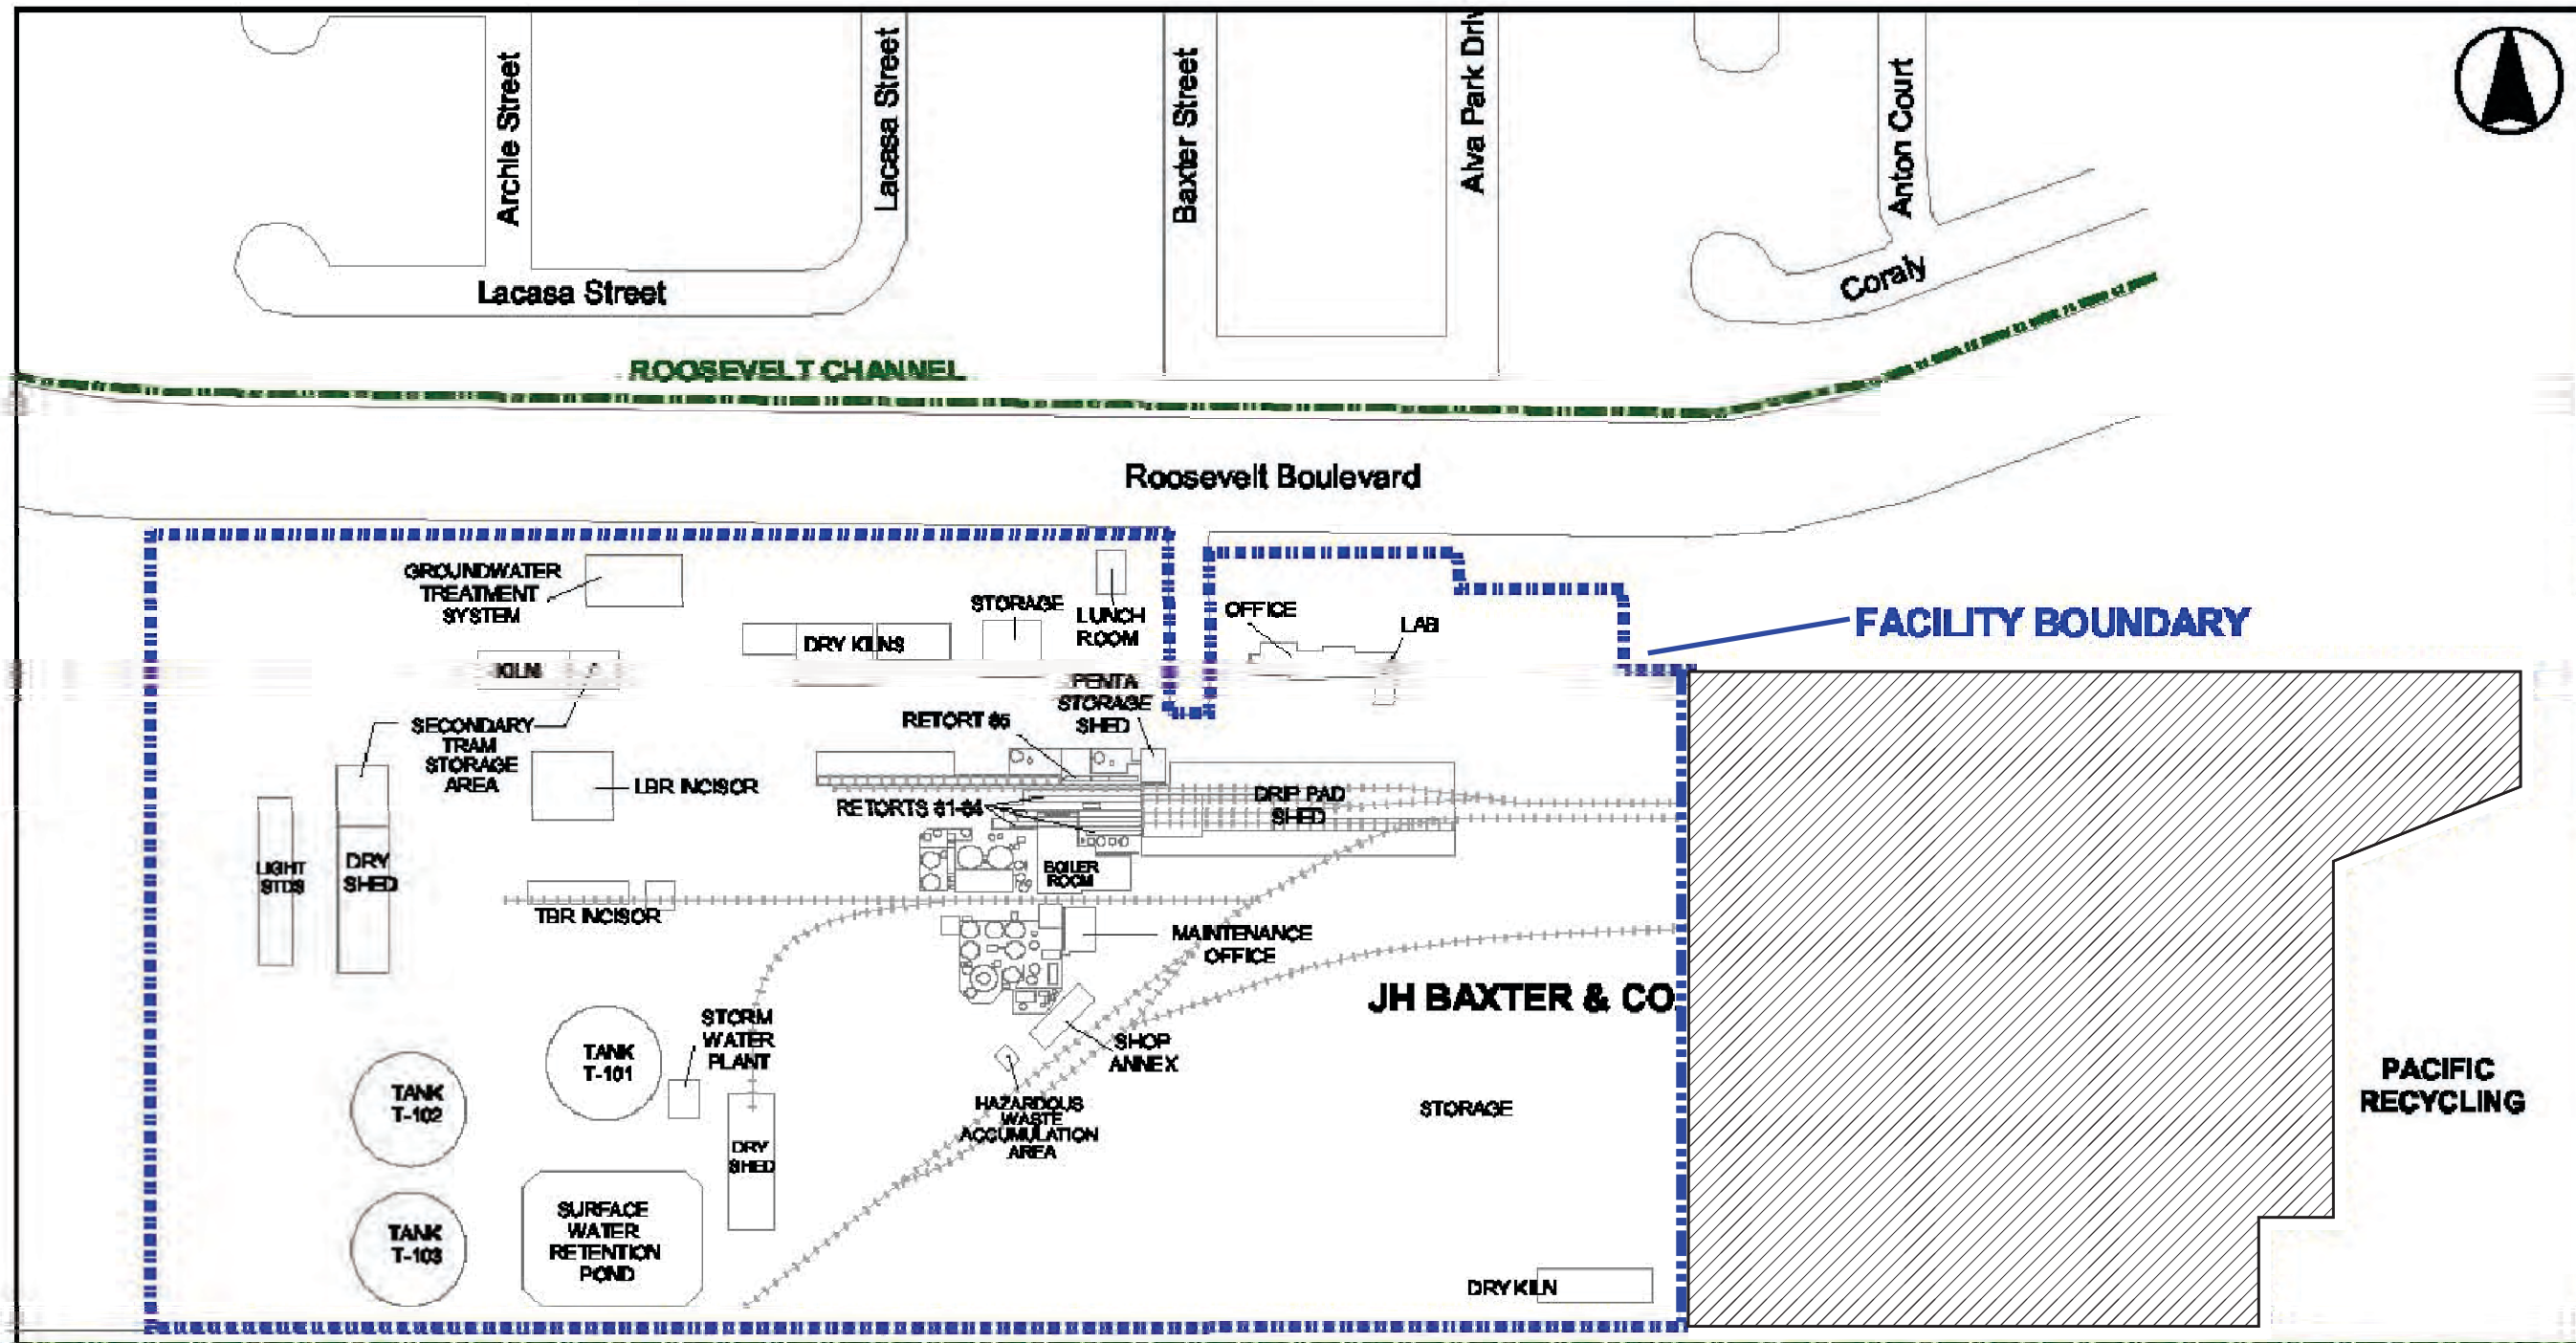 Archie Street
Lacasa Street
Baxter Street
Alva Park Driv
Anton Court
Lacasa Street
Coraly
ROOSEVELT CHANNEL
Roosevelt Boulevard
FACILITY BOUNDARY
GROUNDWATER
TREATMENT
SYSTEM
STORAGE
LUNCH
ROOM
OFFICE
LAB
DRY KILNS
KILN
PENTA
STORAGE
SHED
SECONDARY
TRAM
STORAGE
AREA
RETORT 85
LBR INCISOR
RETORTS 81-84
DRIP PAD
SHED
LIGHT
STDS
DRY
SHED
BOILER
ROOM
TBR INCISOR
MAINTENANCE
OFFICE
JH BAXTER & CO.
STORM
WATER
PLANT
TANK
T-101
SHOP
ANNEX
TANK
T-102
HAZARDOUS
WASTE
ACCUMULATION
AREA
STORAGE
PACIFIC
RECYCLING
DRY
SHED
TANK
T-103
SURFACE
WATER
RETENTION
POND
DRY KILN